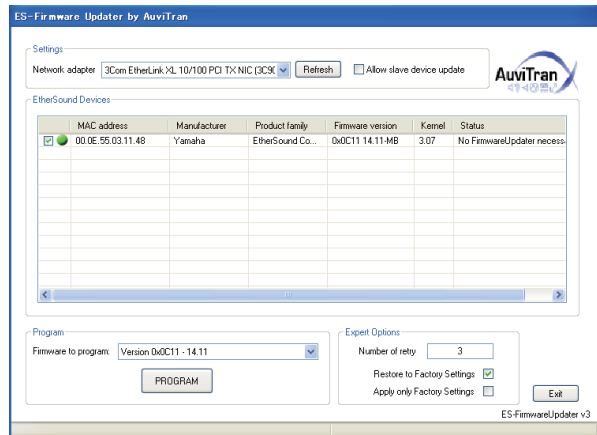 ES-Firmware Updater by AuviTran
Settings
Network adapter 3Com EtherLink XL 10/100 PCI TX NIC (3C90 Refresh Allow slave device update
AuviTran
EtherSound Devices
MAC address Manufacturer Product family Firmware version Kernel Status
00.0E.55.03.11.48 Yamaha EtherSound Co... 0x0C11 14.11-MB 3.07 No FirmwareUpdater necess
Program
Firmware to program: Version 0x0C11 - 14.11
PROGRAM
Expert Options
Number of retry 3
Restore to Factory Settings
Apply only Factory Settings
Exit
ES-FirmwareUpdater v3